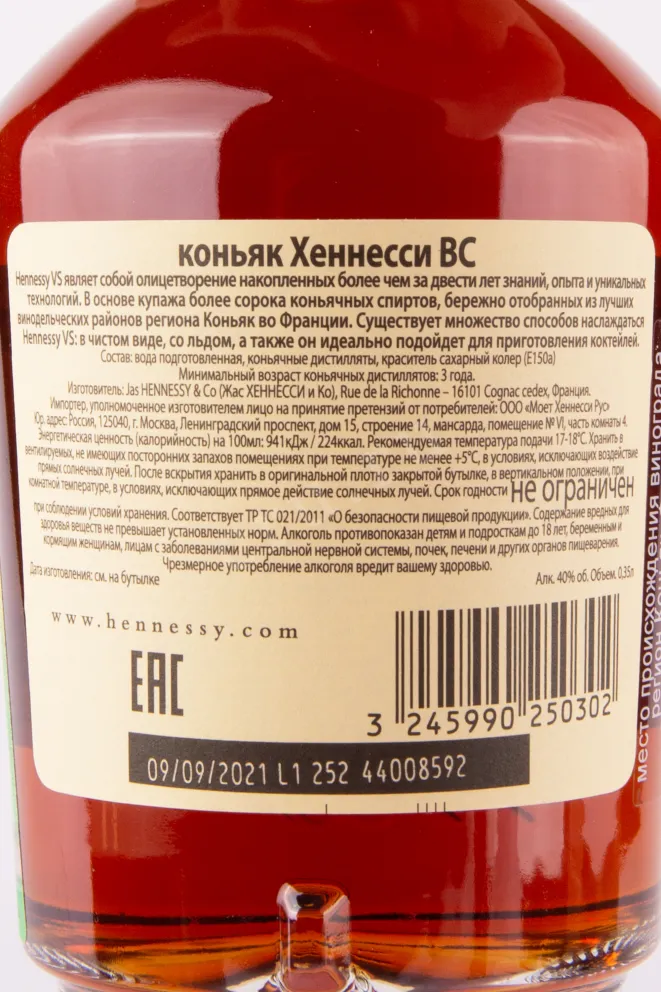 коньяк Хеннесси ВС
Hennessy VS являет собой олицетворение накопленных более чем за двести лет знаний, опыта и уникальных
технологий. В основе купажа более сорока коньячных спиртов, бережно отобранных из лучших
винодельческих районов региона Коньяк во Франции. Существует множество способов наслаждаться
Hennessy VS: в чистом виде, со льдом, а также он идеально подойдет для приготовления коктейлей.
Состав: вода подготовленная, коньячные дистилляты, краситель сахарный колер (Е150а)
Минимальный возраст коньячных дистиллятов: 3 года.
Изготовитель: Jas HENNESSY & Co (Жас ХЕННЕССИ и Ко), Rue de la Richonne – 16101 Cognac cedex, Франция.
Импортер, уполномоченное изготовителем лицо на принятие претензий от потребителей: ООО «Моет Хеннесси Рус»
Юр. адрес: Россия, 125040, г. Москва, Ленинградский проспект, дом 15, строение 14, мансарда, помещение № VI, часть комнаты 4.
Энергетическая ценность (калорийность) на 100мл: 941кДж / 224ккал. Рекомендуемая температура подачи 17-18°С. Хранить в
вентилируемых, не имеющих посторонних запахов помещениях при температуре не менее +5°С, в условиях, исключающих воздействие
прямых солнечных лучей. После вскрытия хранить в оригинальной плотно закрытой бутылке, в вертикальном положении, при
комнатной температуре, в условиях, исключающих прямое действие солнечных лучей. Срок годности не ограничен
при соблюдении условий хранения. Соответствует ТР ТС 021/2011 «О безопасности пищевой продукции». Содержание вредных для
здоровья веществ не превышает установленных норм. Алкоголь противопоказан детям и подросткам до 18 лет, беременным и
кормящим женщинам, лицам с заболеваниями центральной нервной системы, почек, печени и других органов пищеварения.
Чрезмерное употребление алкоголя вредит вашему здоровью.
Дата изготовления: см. на бутылке
Алк. 40% об. Объем. 0,35л
www.hennessy.com
EAC
3 245990 250302
09/09/2021 L1 252 44008592
место происхождения винограда: